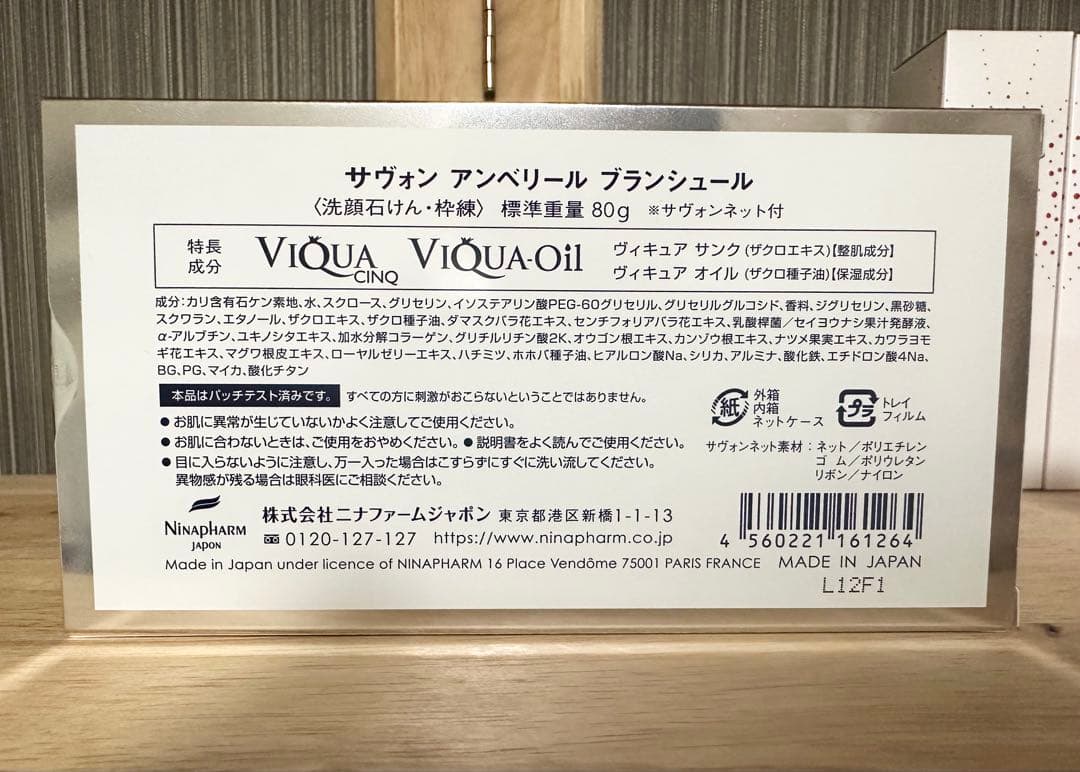 サヴォン アンベリール ブランシュール
〈洗顔石けん・枠練〉 標準重量 80g ※サヴォンネット付
特長成分 VIQUA CINQ VIQUA-Oil ヴィキュア サンク(ザクロエキス)【整肌成分】
ヴィキュア オイル(ザクロ種子油)【保湿成分】
成分:カリ含有石ケン素地、水、スクロース、グリセリン、イソステアリン酸PEG-60グリセリル、グリセリルグルコシド、香料、ジグリセリン、黒砂糖、
スクワラン、エタノール、ザクロエキス、ザクロ種子油、ダマスクバラ花エキス、センチフォリアバラ花エキス、乳酸桿菌/セイヨウナシ果汁発酵液、
α-アルブチン、ユキノシタエキス、加水分解コラーゲン、グリチルリチン酸2K、オウゴン根エキス、カンゾウ根エキス、ナツメ果実エキス、カワラヨモ
ギ花エキス、マグワ根皮エキス、ローヤルゼリーエキス、ハチミツ、ホホバ種子油、ヒアルロン酸Na、シリカ、アルミナ、酸化鉄、エチドロン酸4Na、
BG、PG、マイカ、酸化チタン
本品はパッチテスト済みです。 すべての方に刺激がおこらないということではありません。
●お肌に異常が生じていないかよく注意してご使用ください。
●お肌に合わないときは、ご使用をおやめください。●説明書をよく読んでご使用ください。
●目に入らないように注意し、万一入った場合はこすらずにすぐに洗い流してください。
異物感が残る場合は眼科医にご相談ください。
紙 外箱
内箱
ネットケース
プラ トレイ
フィルム
サヴォンネット素材:ネット/ポリエチレン
ゴム/ポリウレタン
リボン/ナイロン
NINAPHARM
JAPON
株式会社ニナファームジャポン 東京都港区新橋1-1-13
0120-127-127 https://www.ninapharm.co.jp
4 560221 161264
Made in Japan under licence of NINAPHARM 16 Place Vendôme 75001 PARIS FRANCE MADE IN JAPAN
L12F1